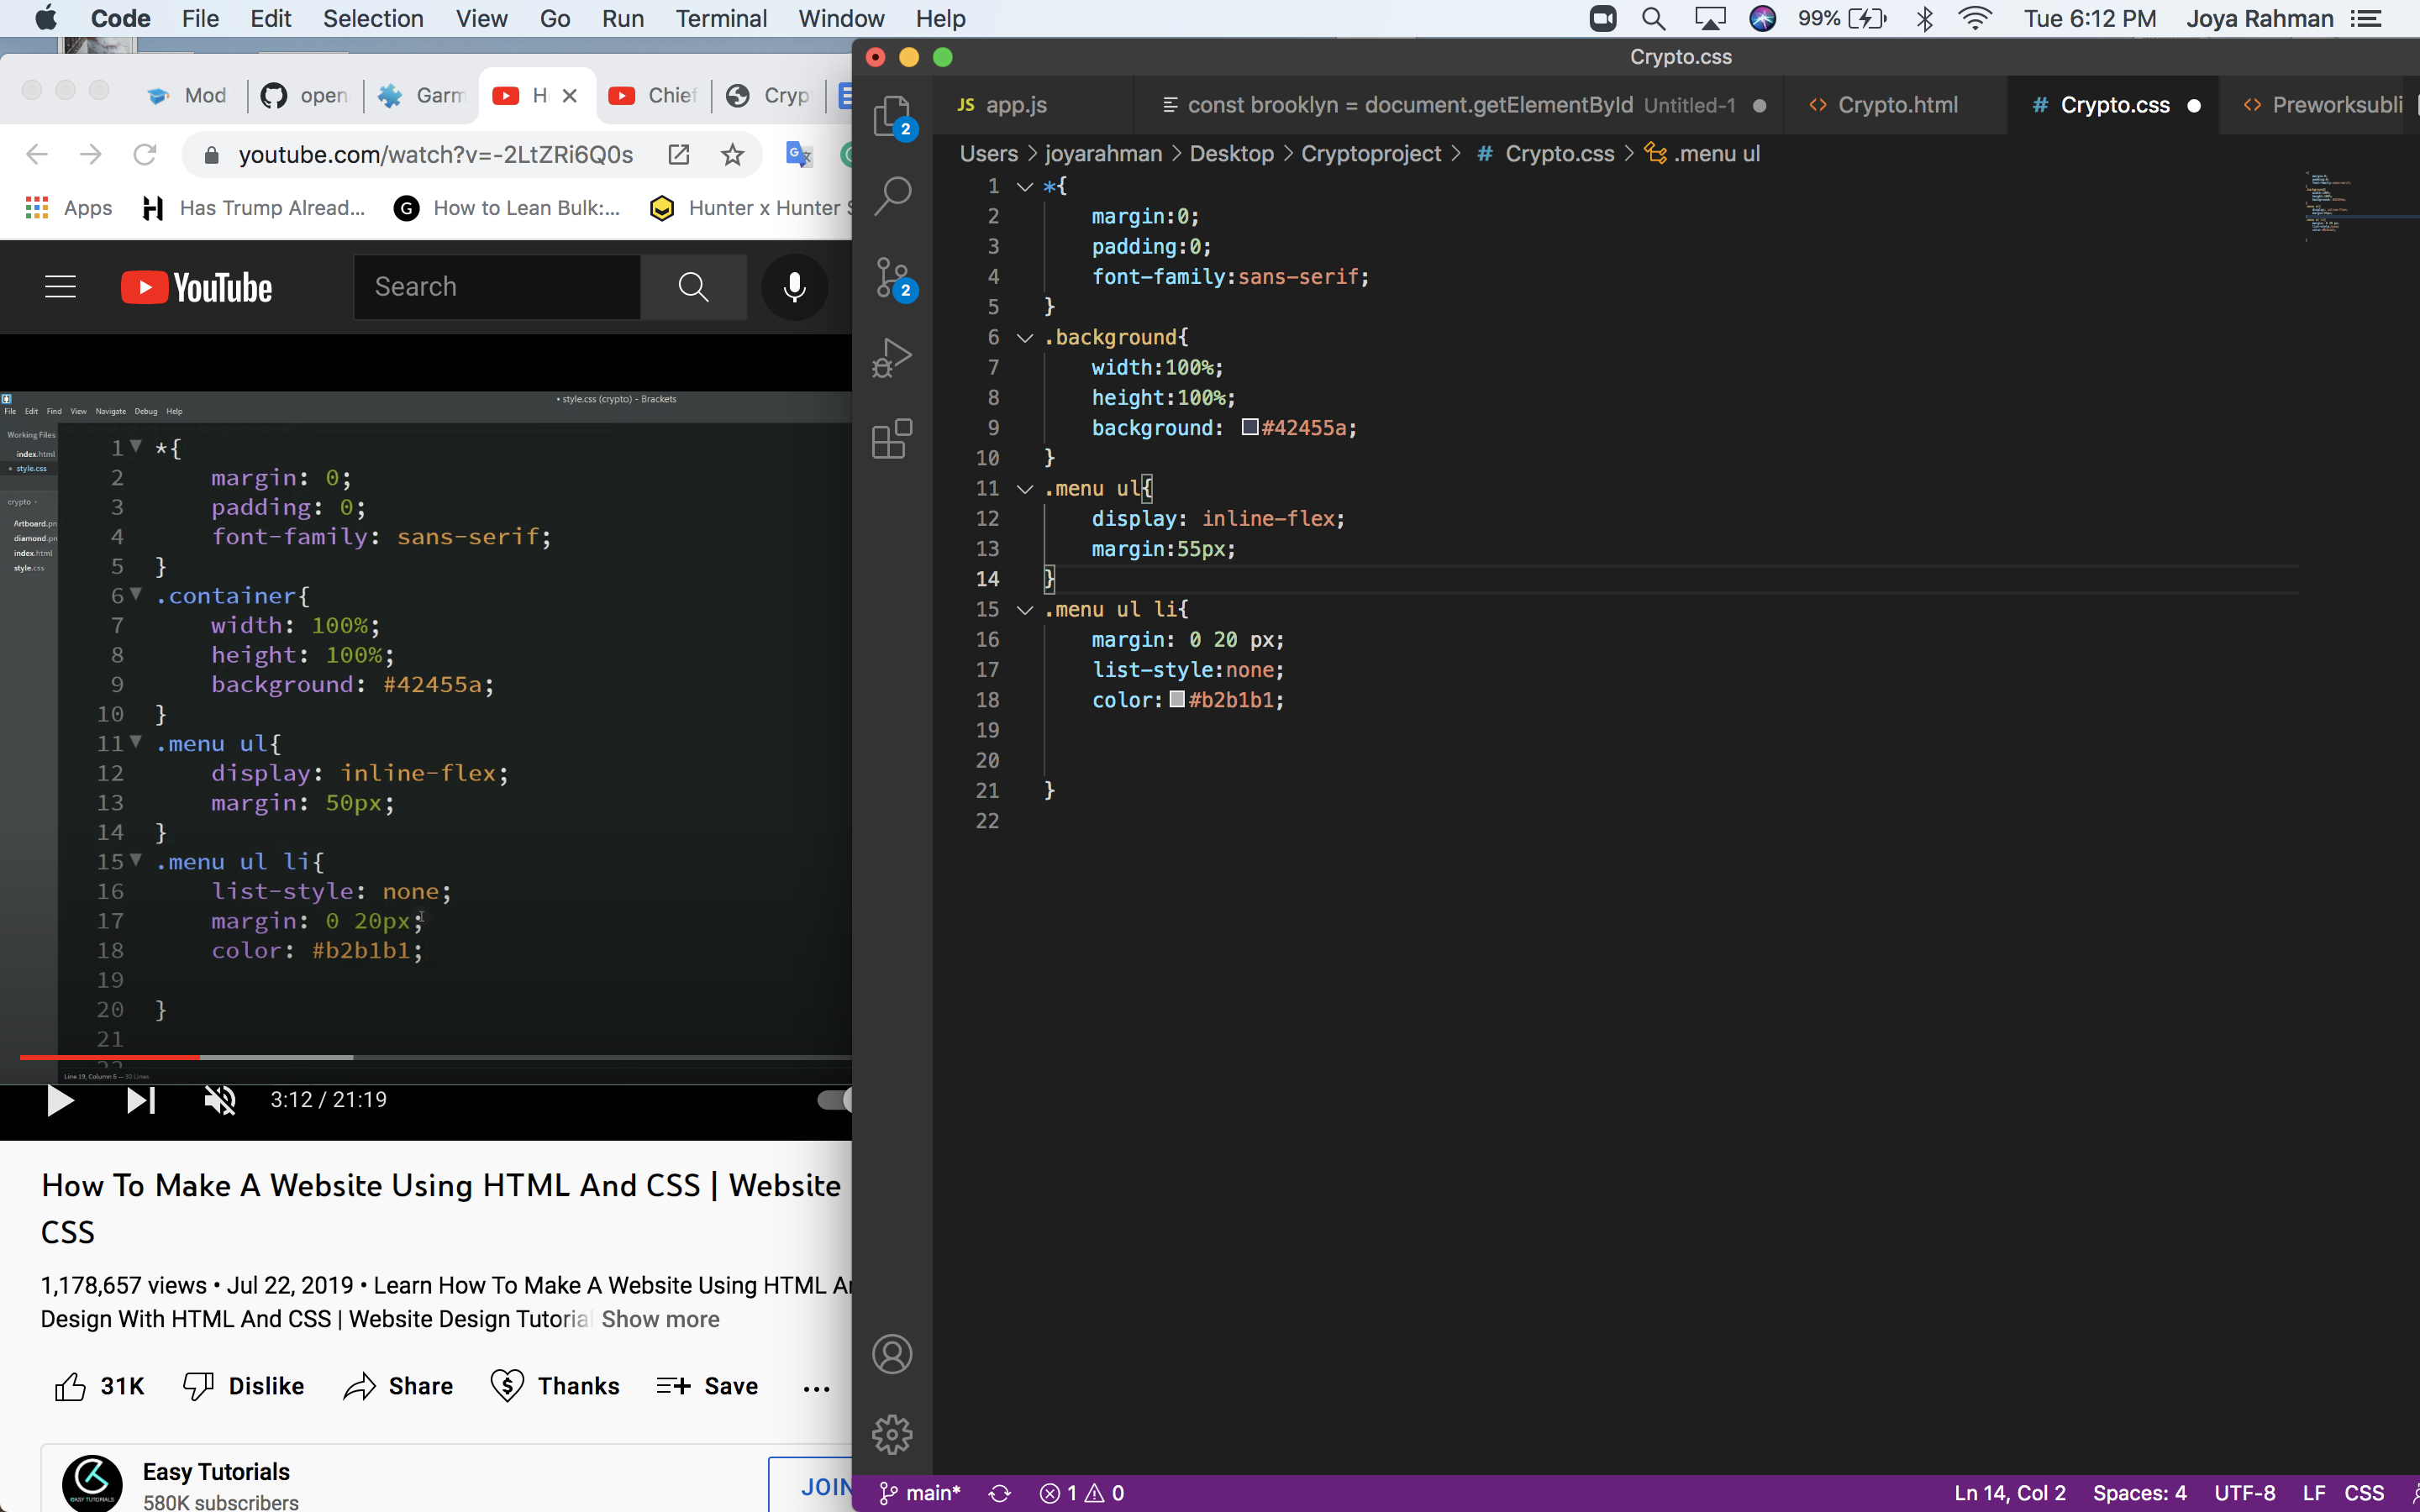 Code File Edit Selection View Go Run Terminal Window Help 99% Tue 6:12 PM Joya Rahman
Mod open Garm H Chief Cryp
youtube.com/watch?v=-2LtZRi6Q0s
Apps Has Trump Alread... How to Lean Bulk:... Hunter x Hunter
YouTube Search
• style.css (crypto) - Brackets
File Edit Find View Navigate Debug Help
Working Files
index.html
• style.css
crypto
Artboard.pn
diamond.pn
index.html
style.css
1 *{
2 margin: 0;
3 padding: 0;
4 font-family: sans-serif;
5 }
6 .container{
7 width: 100%;
8 height: 100%;
9 background: #42455a;
10 }
11 .menu ul{
12 display: inline-flex;
13 margin: 50px;
14 }
15 .menu ul li{
16 list-style: none;
17 margin: 0 20px;
18 color: #b2b1b1;
19
20 }
21
22
Line 19, Column 5 — 30 Lines
3:12 / 21:19
How To Make A Website Using HTML And CSS | Website
CSS
1,178,657 views • Jul 22, 2019 • Learn How To Make A Website Using HTML
Design With HTML And CSS | Website Design Tutorial Show more
31K Dislike Share Thanks Save ...
Easy Tutorials
580K subscribers
JOIN
EASY TUTORIALS
Crypto.css
JS app.js const brooklyn = document.getElementById Untitled-1 ● <> Crypto.html # Crypto.css ● <> Preworksubli
Users > joyarahman > Desktop > Cryptoproject > # Crypto.css > .menu ul
2
2
1 *{
2 margin:0;
3 padding:0;
4 font-family:sans-serif;
5 }
6 .background{
7 width:100%;
8 height:100%;
9 background: #42455a;
10 }
11 .menu ul{
12 display: inline-flex;
13 margin:55px;
14 }
15 .menu ul li{
16 margin: 0 20 px;
17 list-style:none;
18 color: #b2b1b1;
19
20
21 }
22
main* 1 0 Ln 14, Col 2 Spaces: 4 UTF-8 LF CSS